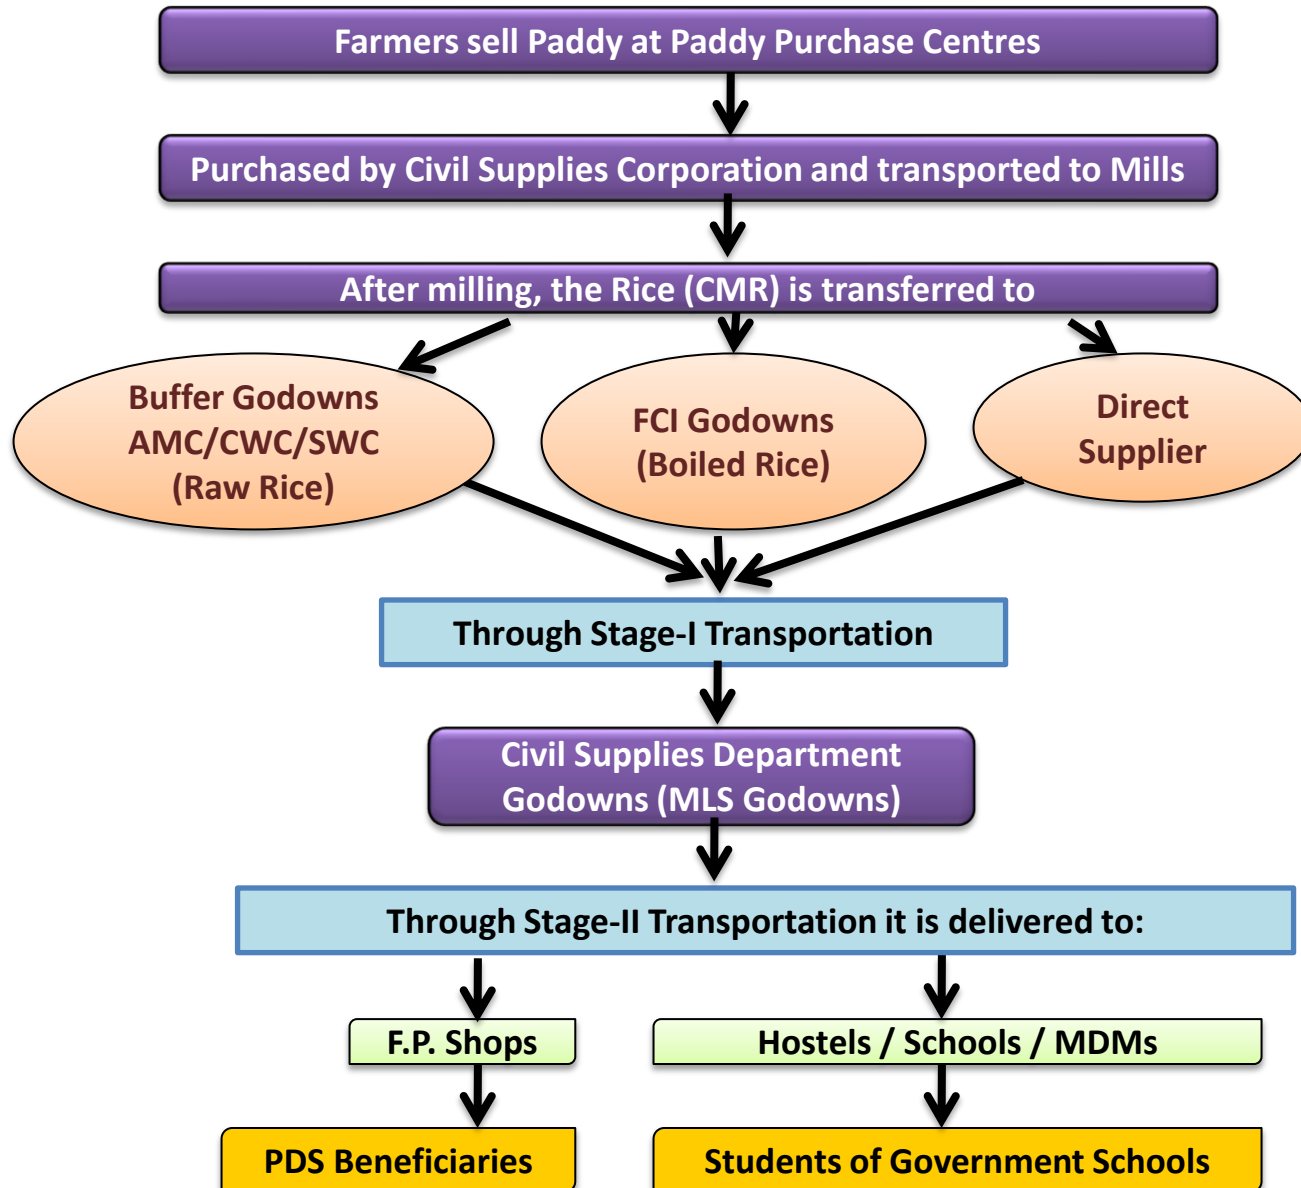 Farmers sell Paddy at Paddy Purchase Centres
Purchased by Civil Supplies Corporation and transported to Mills
After milling, the Rice (CMR) is transferred to
Buffer Godowns
AMC/CWC/SWC
(Raw Rice)
FCI Godowns
(Boiled Rice)
Direct
Supplier
Through Stage-I Transportation
Civil Supplies Department
Godowns (MLS Godowns)
Through Stage-II Transportation it is delivered to:
F.P. Shops
Hostels / Schools / MDMs
PDS Beneficiaries
Students of Government Schools